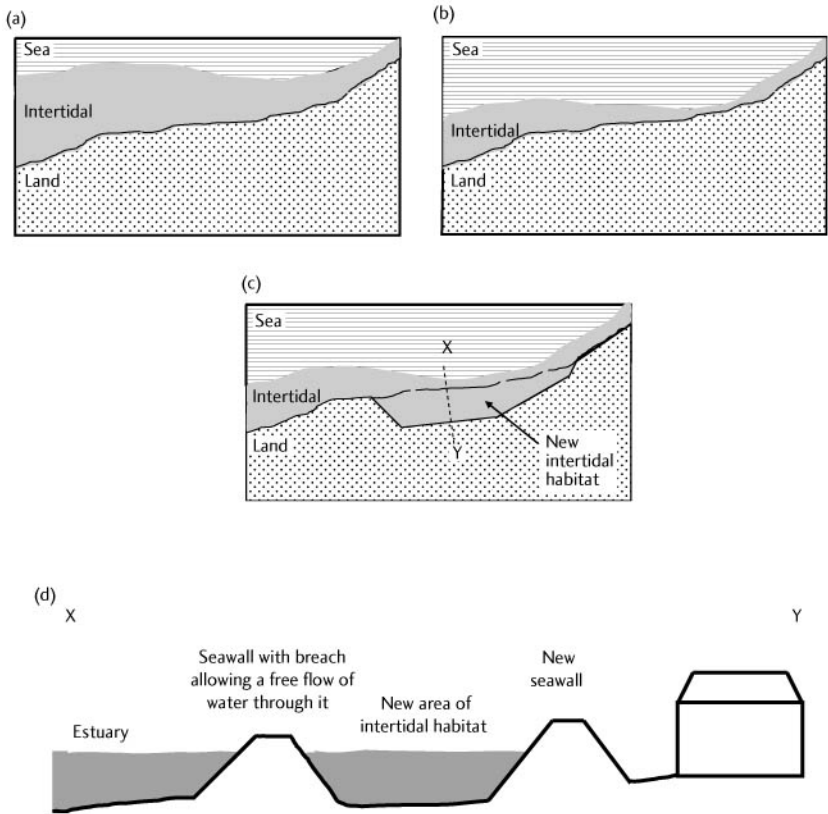 (a)
Sea
Intertidal
Land
(b)
Intertidal
Land
(c)
Sea
X
Intertidal
Land
Y
New
intertidal
habitat
(d)
X
Y
Seawall with breach
allowing a free flow of
water through it
New
seawall
Estuary
New area of
intertidal habitat